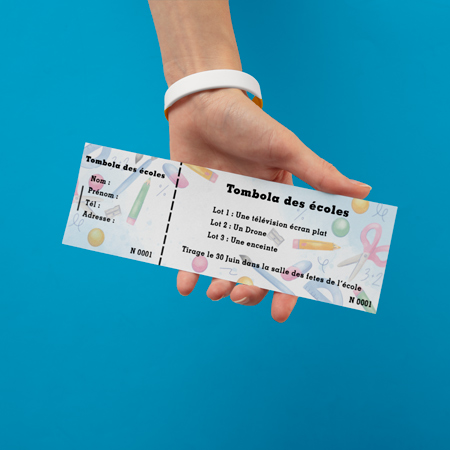 Tombola des écoles
Nom :
Prénom :
Tél :
Adresse :
N 0001
Tombola des écoles
Lot 1 : Une télévision écran plat
Lot 2 : Un Drone
Lot 3 : Une enceinte
Tirage le 30 Juin dans la salle des fetes de l'école
N 0001